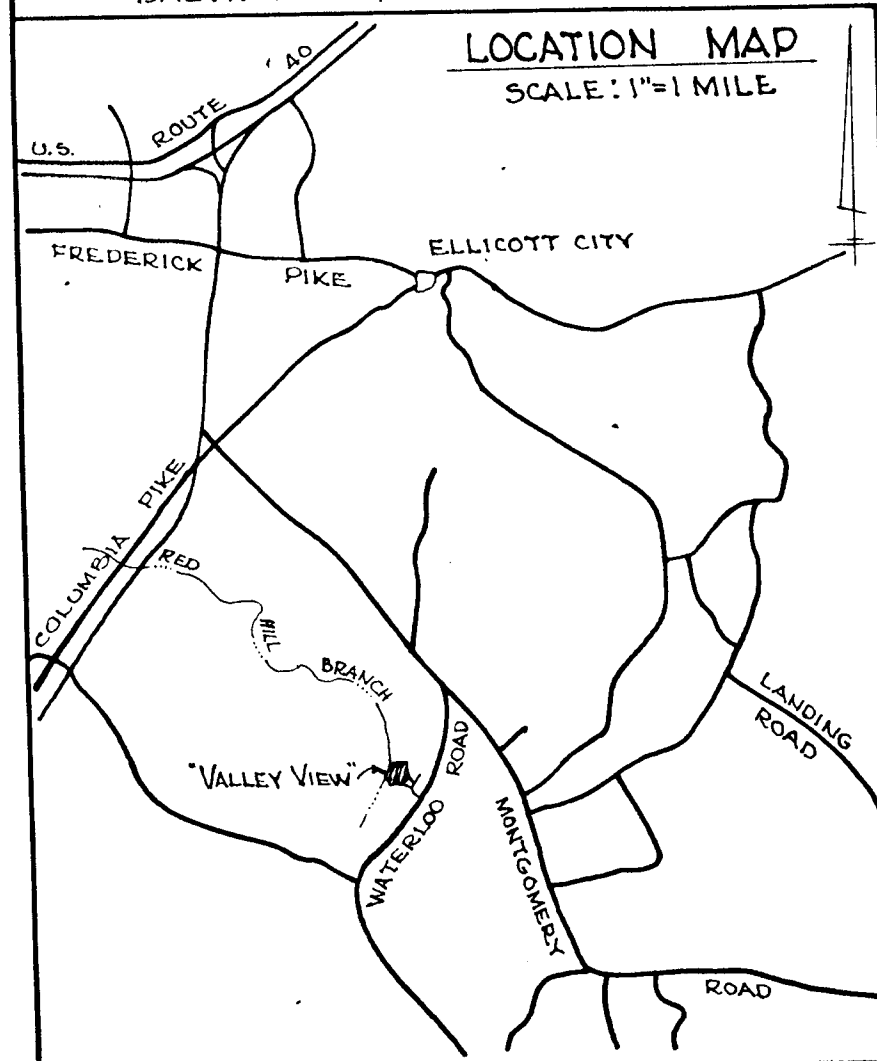 LOCATION MAP
SCALE: 1"=1 MILE
U.S. ROUTE 40
FREDERICK PIKE
ELLICOTT CITY
COLUMBIA PIKE
RED HILL BRANCH
"VALLEY VIEW"
WATERLOO ROAD
LANDING ROAD
MONTGOMERY ROAD